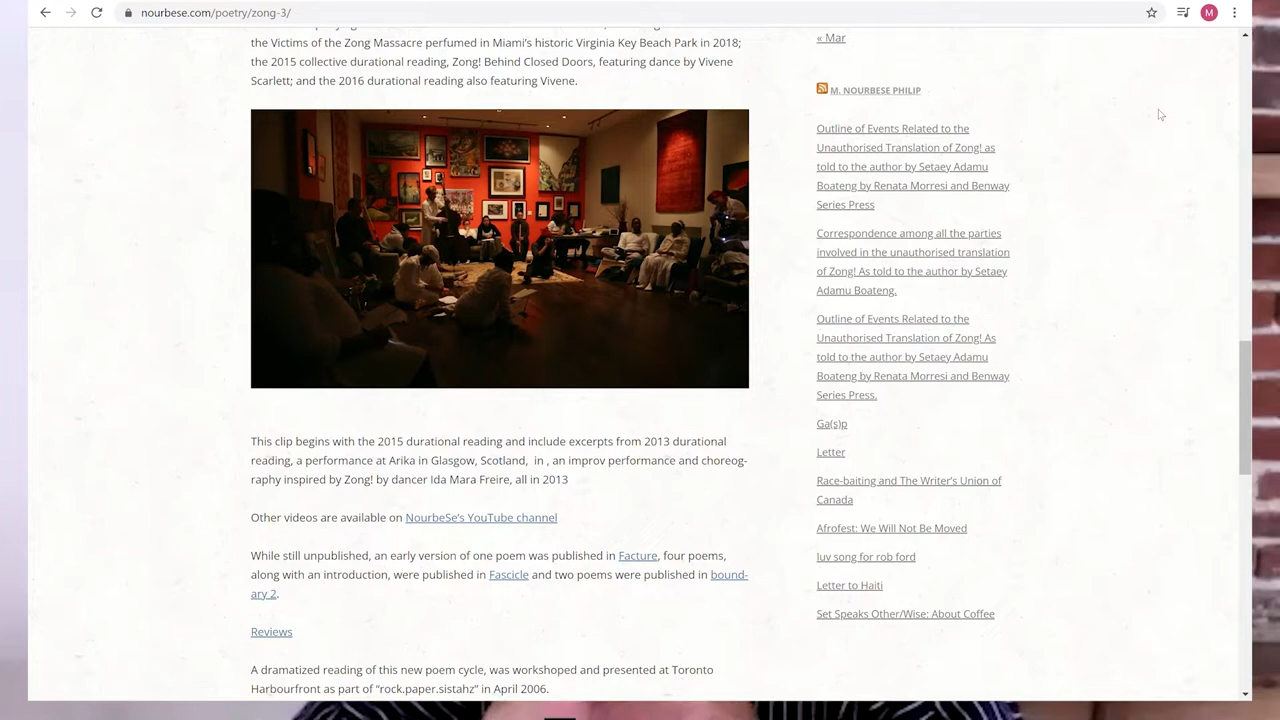 nourbese.com/poetry/zong-3/
M
the Victims of the Zong Massacre perfumed in Miami's historic Virginia Key Beach Park in 2018;
the 2015 collective durational reading, Zong! Behind Closed Doors, featuring dance by Vivene
Scarlett; and the 2016 durational reading also featuring Vivene.
This clip begins with the 2015 durational reading and include excerpts from 2013 durational
reading, a performance at Arika in Glasgow, Scotland,  in , an improv performance and choreog-
raphy inspired by Zong! by dancer Ida Mara Freire, all in 2013
Other videos are available on NourbeSe's YouTube channel
While still unpublished, an early version of one poem was published in Facture, four poems,
along with an introduction, were published in Fascicle and two poems were published in bound-
ary 2.
Reviews
A dramatized reading of this new poem cycle, was workshoped and presented at Toronto
Harbourfront as part of "rock.paper.sistahz" in April 2006.
« Mar
M. NOURBESE PHILIP
Outline of Events Related to the
Unauthorised Translation of Zong! as
told to the author by Setaey Adamu
Boateng by Renata Morresi and Benway
Series Press
Correspondence among all the parties
involved in the unauthorised translation
of Zong! As told to the author by Setaey
Adamu Boateng.
Outline of Events Related to the
Unauthorised Translation of Zong! As
told to the author by Setaey Adamu
Boateng by Renata Morresi and Benway
Series Press.
Ga(s)p
Letter
Race-baiting and The Writer's Union of
Canada
Afrofest: We Will Not Be Moved
luv song for rob ford
Letter to Haiti
Set Speaks Other/Wise: About Coffee